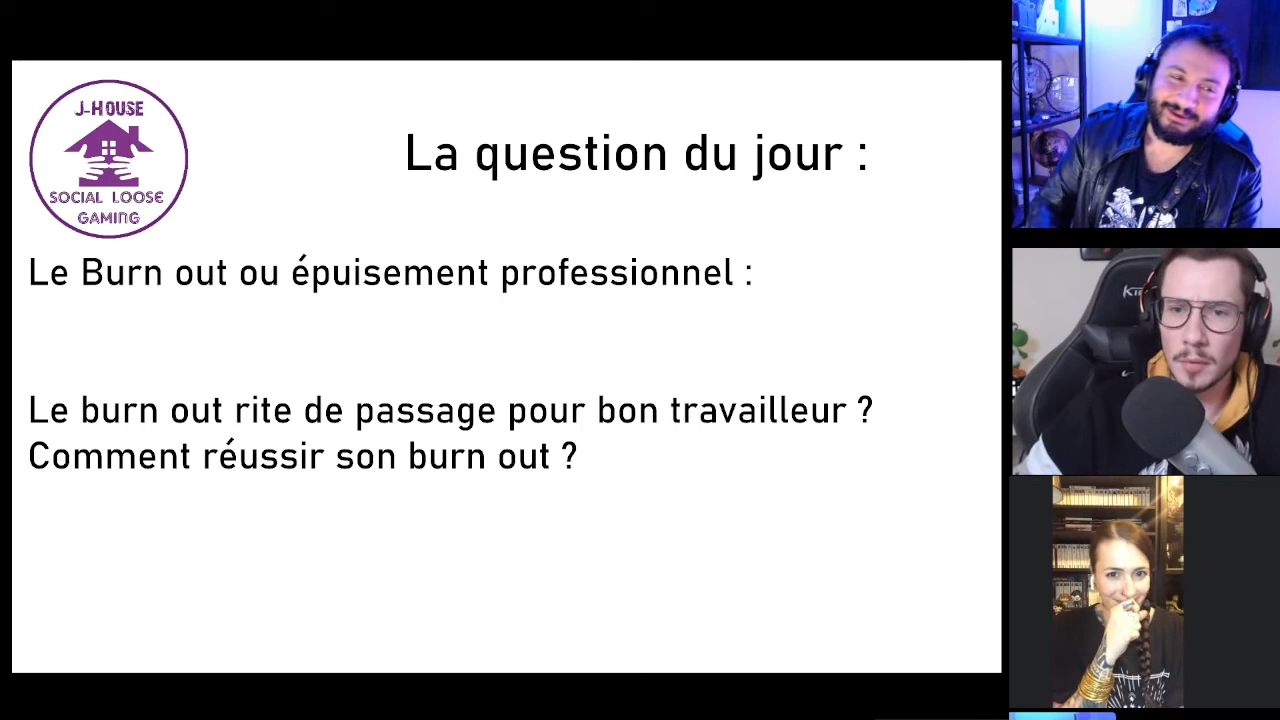 J-HOUSE
SOCIAL LOOSE
GAMING
La question du jour :
Le Burn out ou épuisement professionnel :
Le burn out rite de passage pour bon travailleur ?
Comment réussir son burn out ?